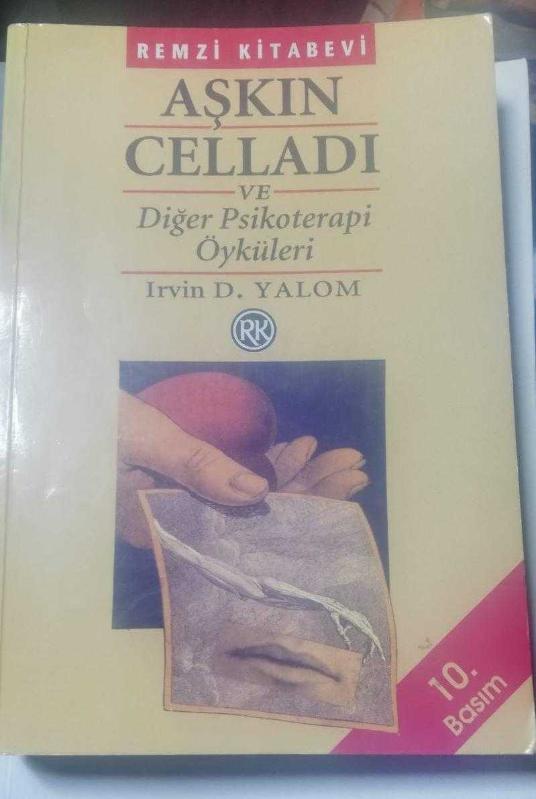 REMZİ KİTABEVİ
AŞKIN
CELLADI
VE
Diğer Psikoterapi
Öyküleri
Irvin D. YALOM
RK
10.
Basım